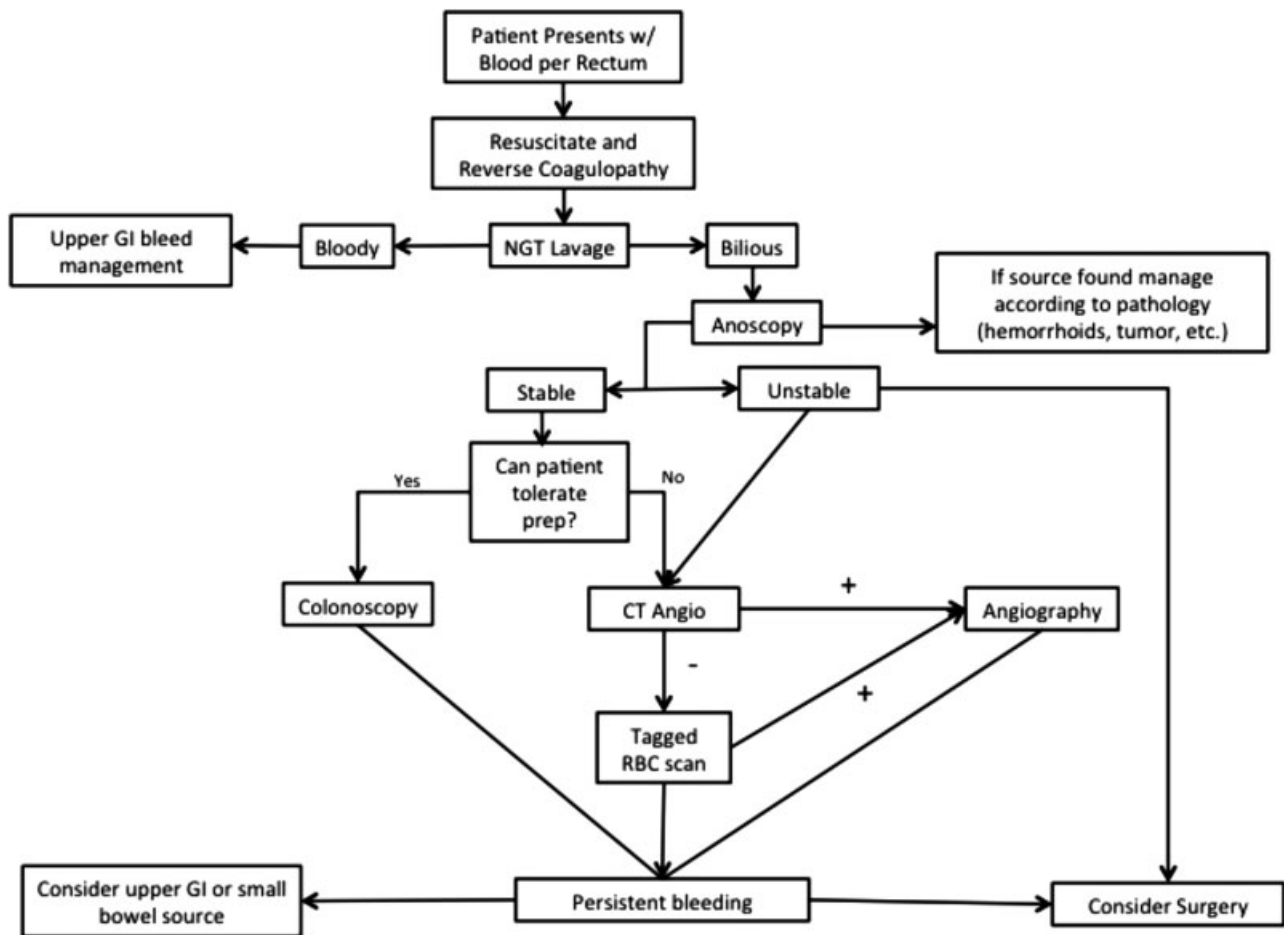 Patient Presents w/
Blood per Rectum
Resuscitate and
Reverse Coagulopathy
Upper GI bleed
management
Bloody
NGT Lavage
Bilious
If source found manage
according to pathology
(hemorrhoids, tumor, etc.)
Anoscopy
Stable
Unstable
Can patient
tolerate
prep?
Yes
No
Colonoscopy
CT Angio
+
Angiography
-
+
Tagged
RBC scan
Consider upper GI or small
bowel source
Persistent bleeding
Consider Surgery